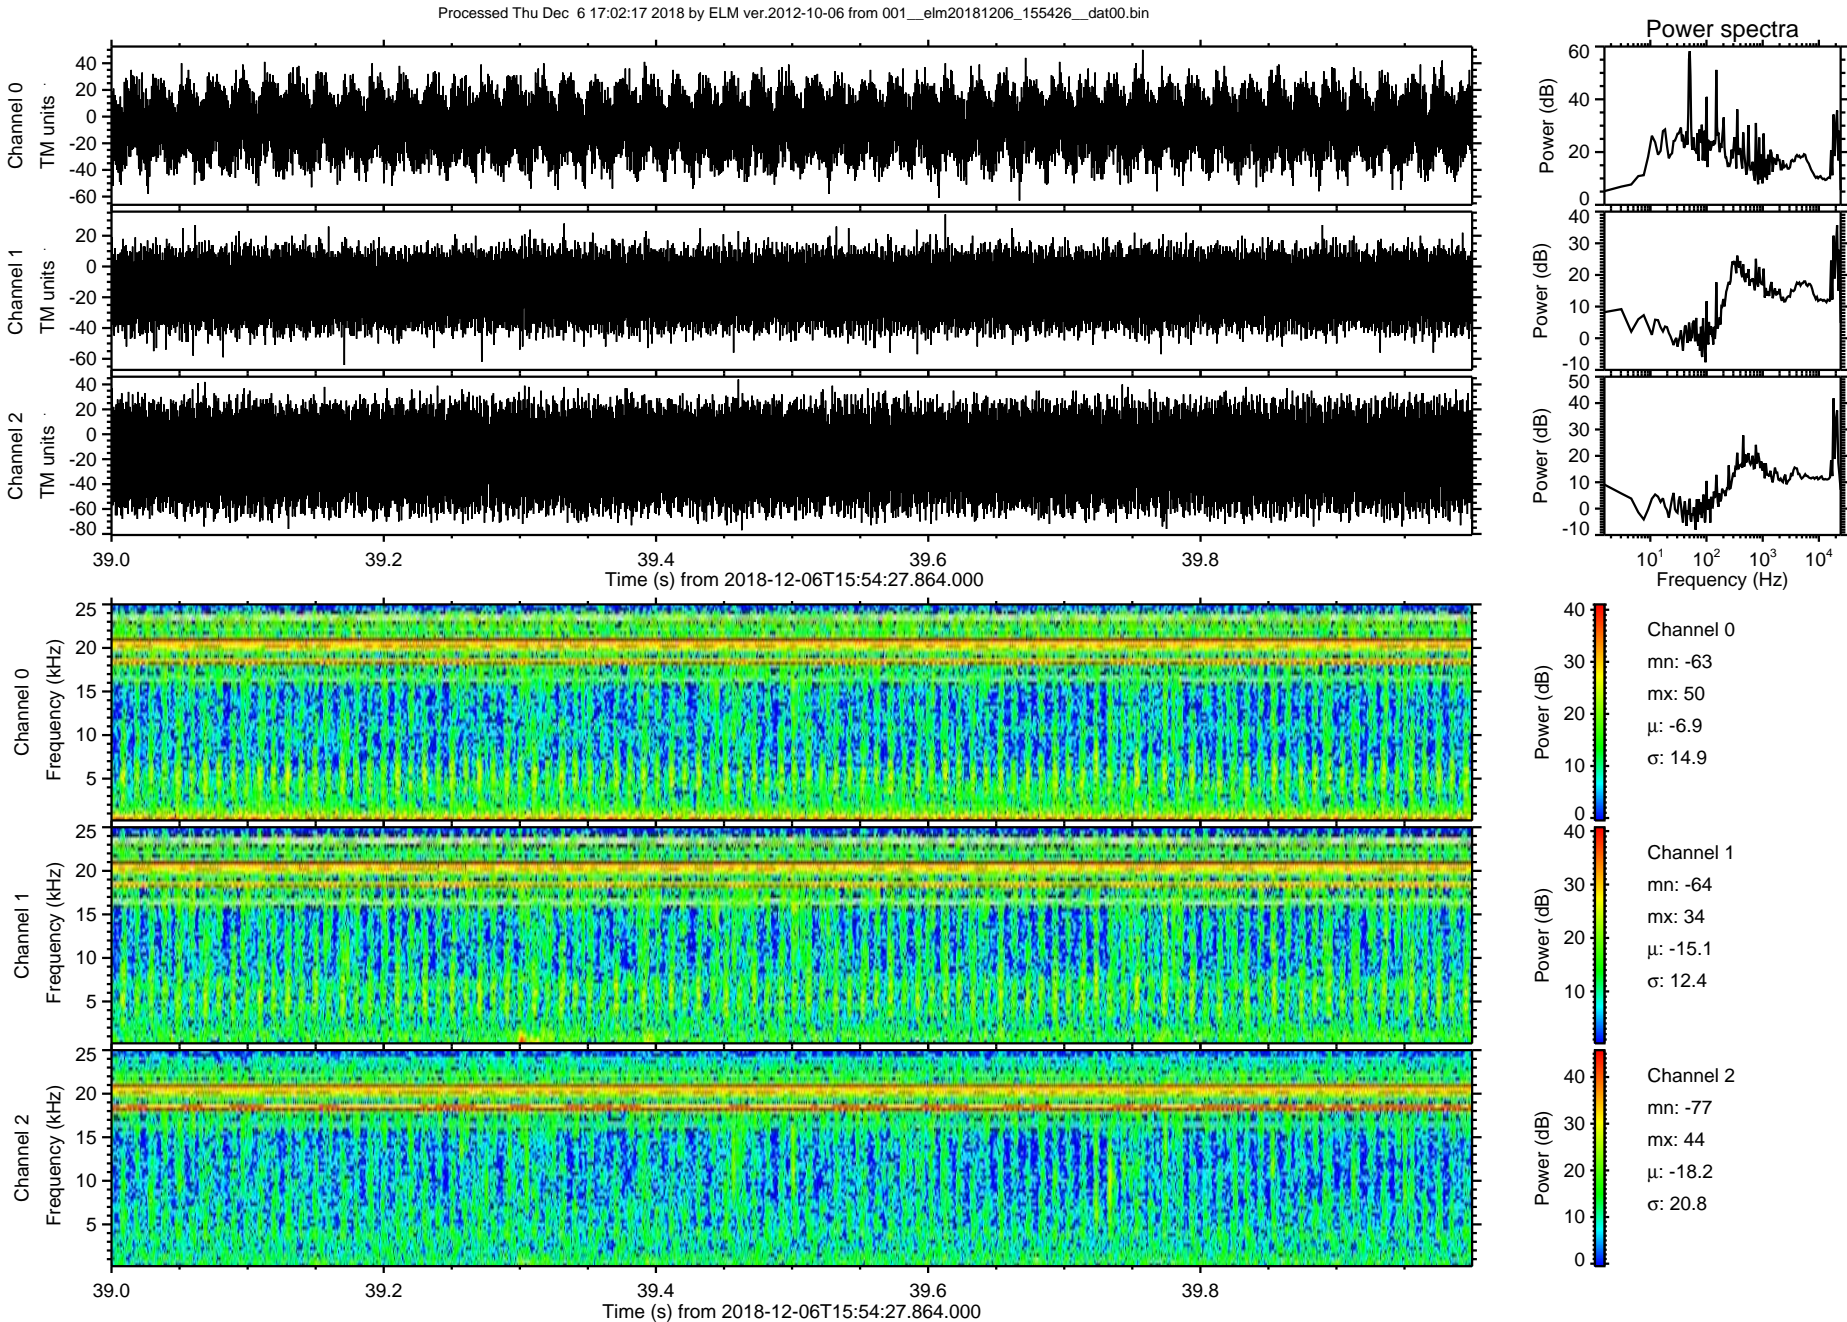 Processed Thu Dec  6 17:02:17 2018 by ELM ver.2012-10-06 from 001__elm20181206_155426__dat00.bin
Power spectra
Channel 0
TM units
40
20
0
-20
-40
-60
Power (dB)
60
40
20
0
Channel 1
TM units
20
0
-20
-40
-60
Power (dB)
40
30
20
10
0
-10
Channel 2
TM units
40
20
0
-20
-40
-60
-80
Power (dB)
50
40
30
20
10
0
-10
39.0 39.2 39.4 39.6 39.8
Time (s) from 2018-12-06T15:54:27.864.000
10¹ 10² 10³ 10⁴
Frequency (Hz)
Channel 0
Frequency (kHz)
25
20
15
10
5
Power (dB)
40
30
20
10
0
Channel 0
mn: -63
mx: 50
μ: -6.9
σ: 14.9
Channel 1
Frequency (kHz)
25
20
15
10
5
Power (dB)
40
30
20
10
Channel 1
mn: -64
mx: 34
μ: -15.1
σ: 12.4
Channel 2
Frequency (kHz)
25
20
15
10
5
Power (dB)
40
30
20
10
0
Channel 2
mn: -77
mx: 44
μ: -18.2
σ: 20.8
39.0 39.2 39.4 39.6 39.8
Time (s) from 2018-12-06T15:54:27.864.000